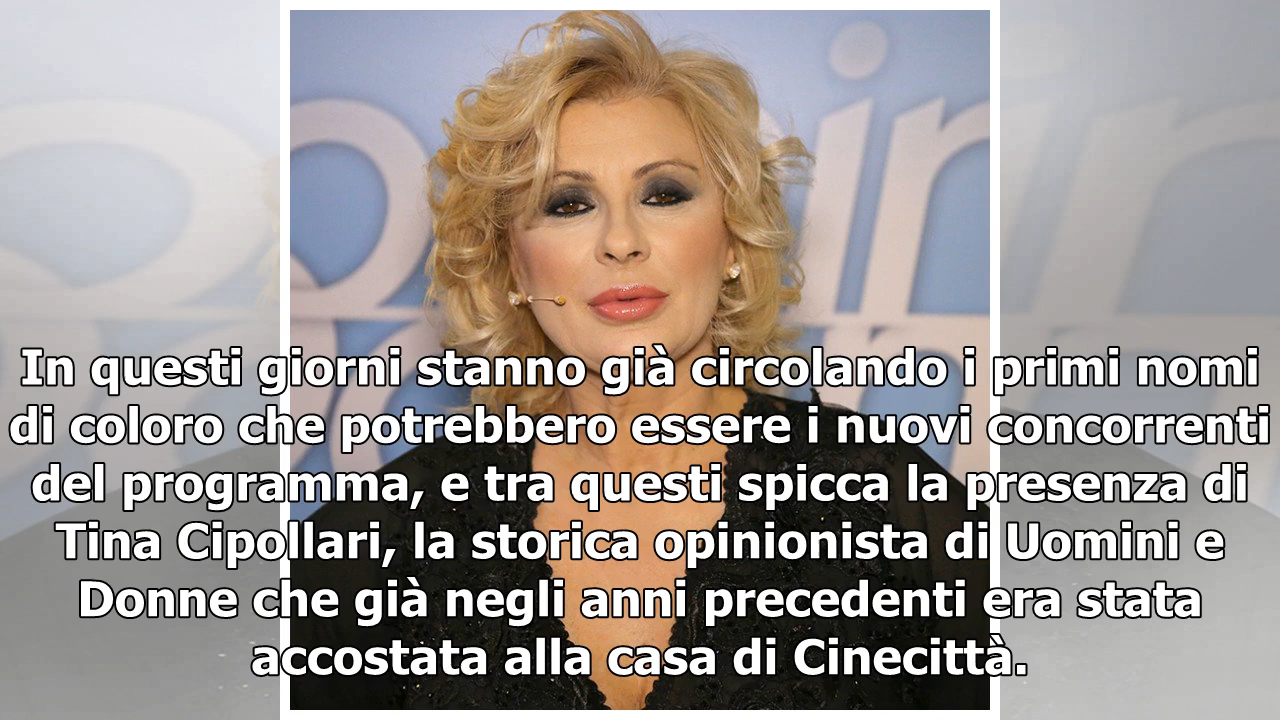 In questi giorni stanno già circolando i primi nomi
di coloro che potrebbero essere i nuovi concorrenti
del programma, e tra questi spicca la presenza di
Tina Cipollari, la storica opinionista di Uomini e
Donne che già negli anni precedenti era stata
accostata alla casa di Cinecittà.